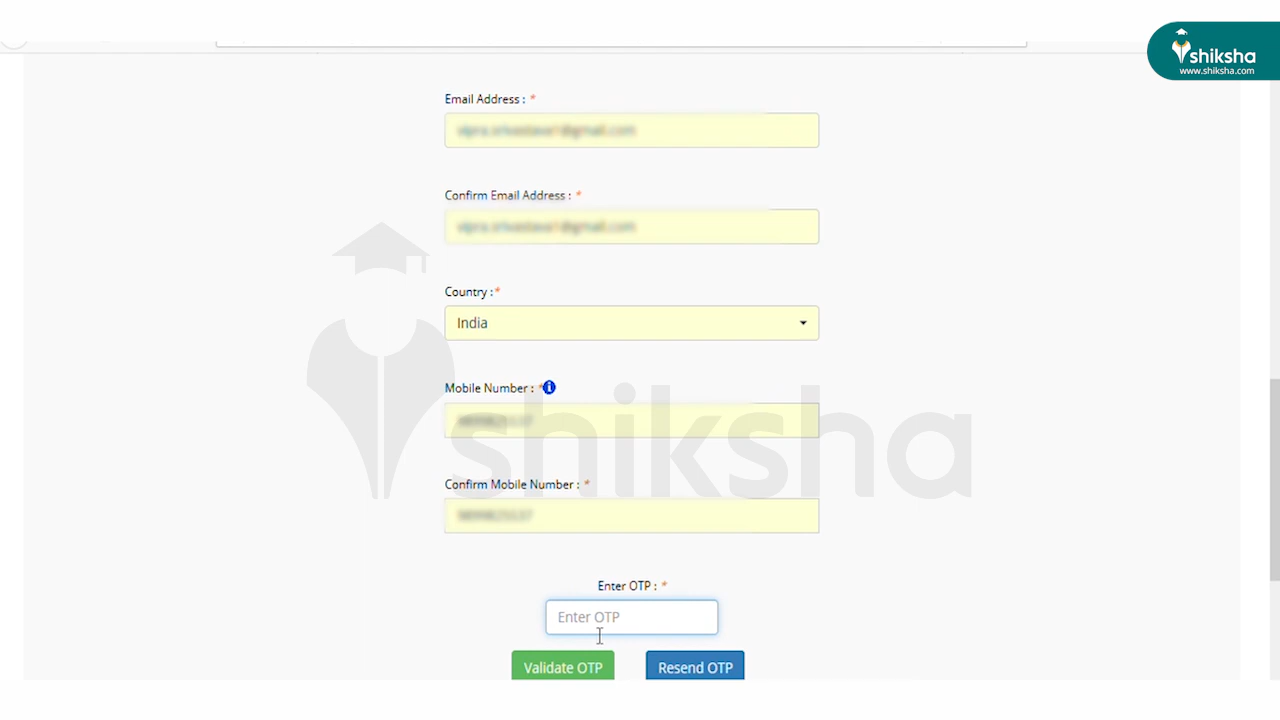 shiksha
www.shiksha.com
Email Address : *
Confirm Email Address : *
Country : *
India
Mobile Number : *
shiksha
Confirm Mobile Number : *
Enter OTP : *
Enter OTP
Validate OTP
Resend OTP